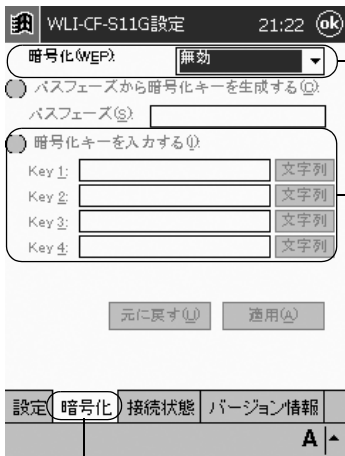 WLI-CF-S11G設定 21:22 ok
暗号化(WEP): 無効
パスフェーズから暗号化キーを生成する(C):
パスフェーズ(S):
暗号化キーを入力する(I):
Key 1: 文字列
Key 2: 文字列
Key 3: 文字列
Key 4: 文字列
元に戻す(U) 適用(A)
設定 暗号化 接続状態 バージョン情報
A